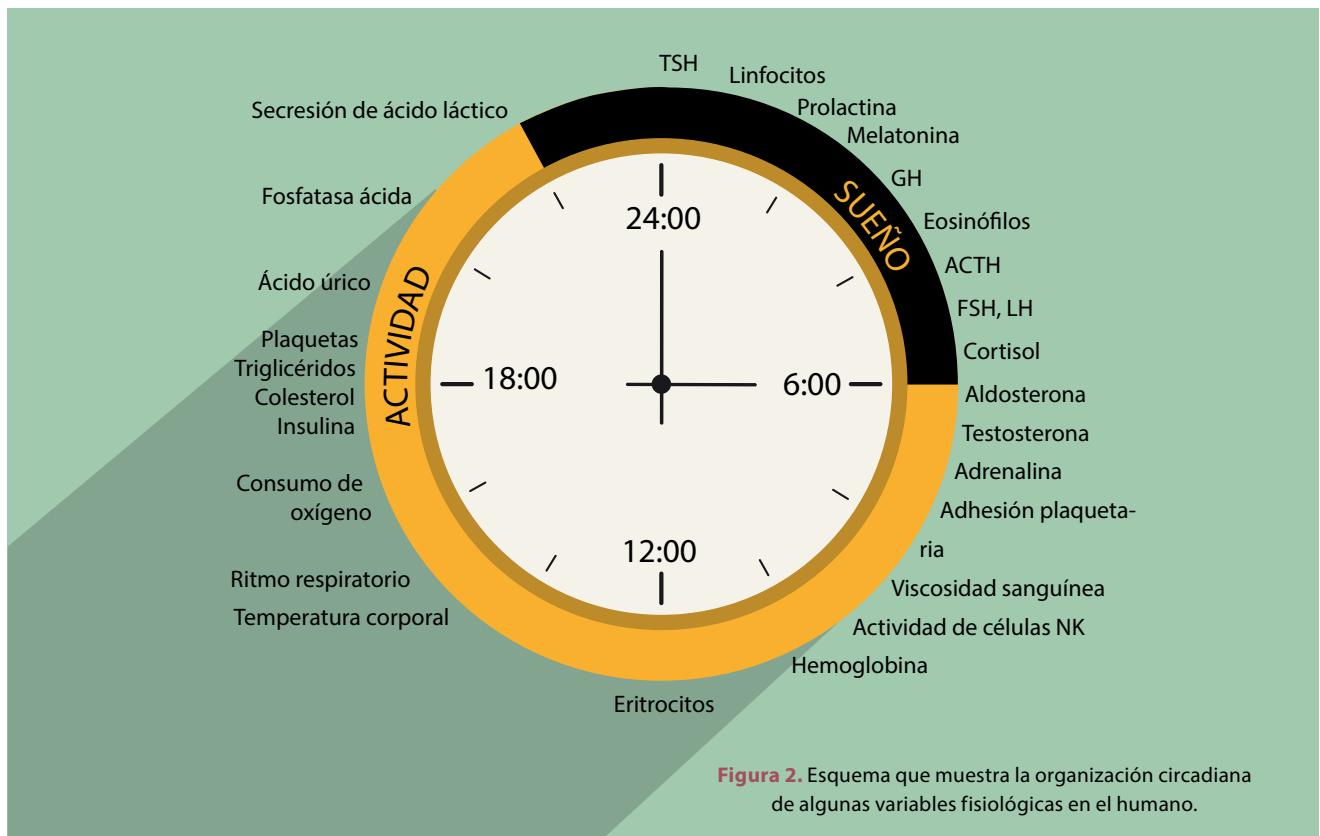 TSH
Linfocitos
Prolactina
Melatonina
GH
Eosinófilos
ACTH
FSH, LH
Cortisol
Aldosterona
Testosterona
Adrenalina
Adhesión plaqueta-
ria
Viscosidad sanguínea
Actividad de células NK
Hemoglobina
Eritrocitos
Temperatura corporal
Ritmo respiratorio
Consumo de
oxígeno
Plaquetas
Triglicéridos
Colesterol
Insulina
Ácido úrico
Fosfatasa ácida
Secresión de ácido láctico
SUEÑO
ACTIVIDAD
24:00
6:00
12:00
18:00
Figura 2. Esquema que muestra la organización circadiana
de algunas variables fisiológicas en el humano.